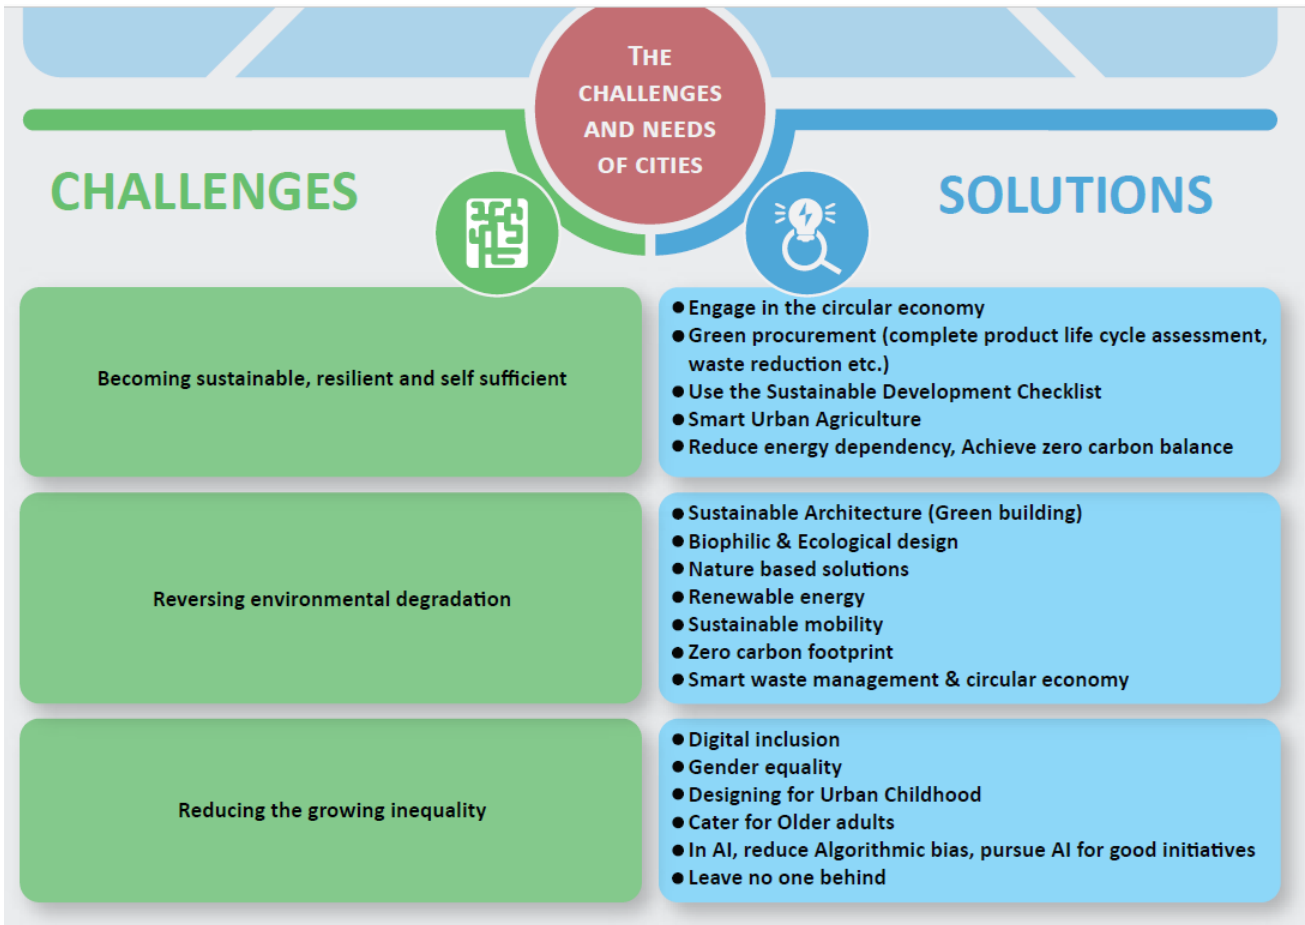 THE
CHALLENGES
AND NEEDS
OF CITIES
CHALLENGES
SOLUTIONS
Becoming sustainable, resilient and self sufficient
● Engage in the circular economy
● Green procurement (complete product life cycle assessment,
waste reduction etc.)
● Use the Sustainable Development Checklist
● Smart Urban Agriculture
● Reduce energy dependency, Achieve zero carbon balance
Reversing environmental degradation
● Sustainable Architecture (Green building)
● Biophilic & Ecological design
● Nature based solutions
● Renewable energy
● Sustainable mobility
● Zero carbon footprint
● Smart waste management & circular economy
Reducing the growing inequality
● Digital inclusion
● Gender equality
● Designing for Urban Childhood
● Cater for Older adults
● In AI, reduce Algorithmic bias, pursue AI for good initiatives
● Leave no one behind